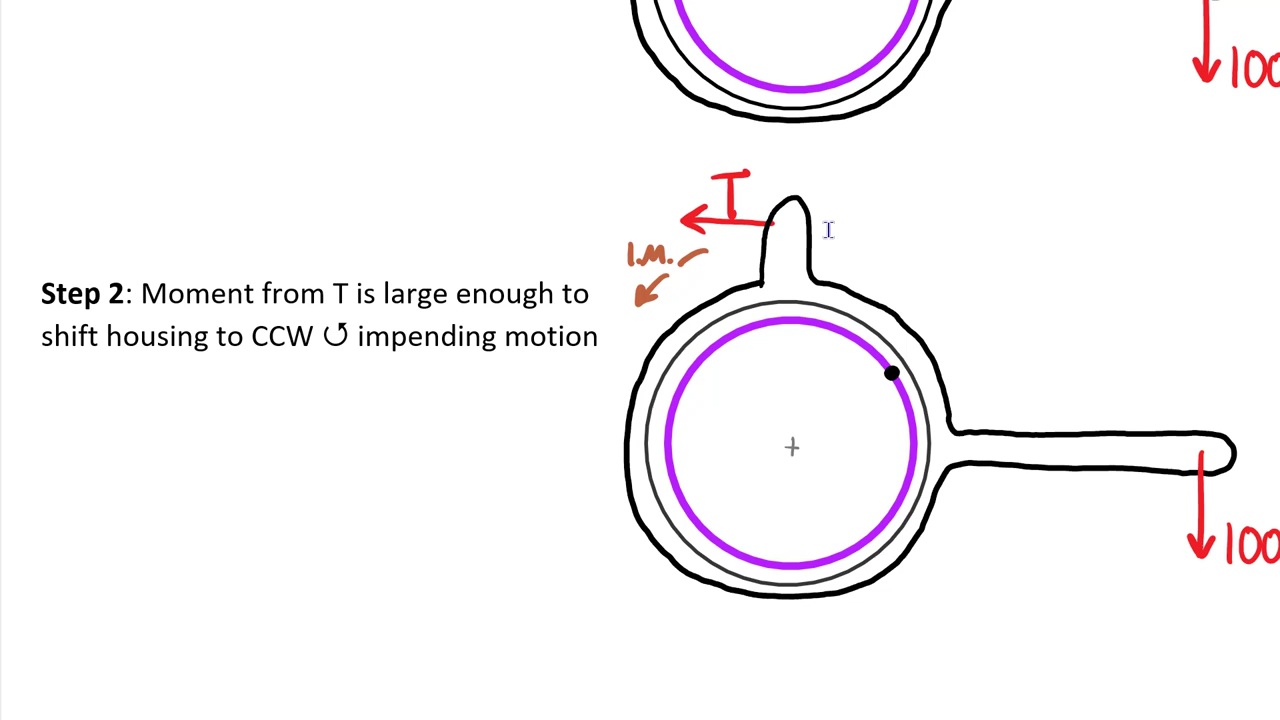 100
T
I.M.
Step 2: Moment from T is large enough to
shift housing to CCW ↺ impending motion
100